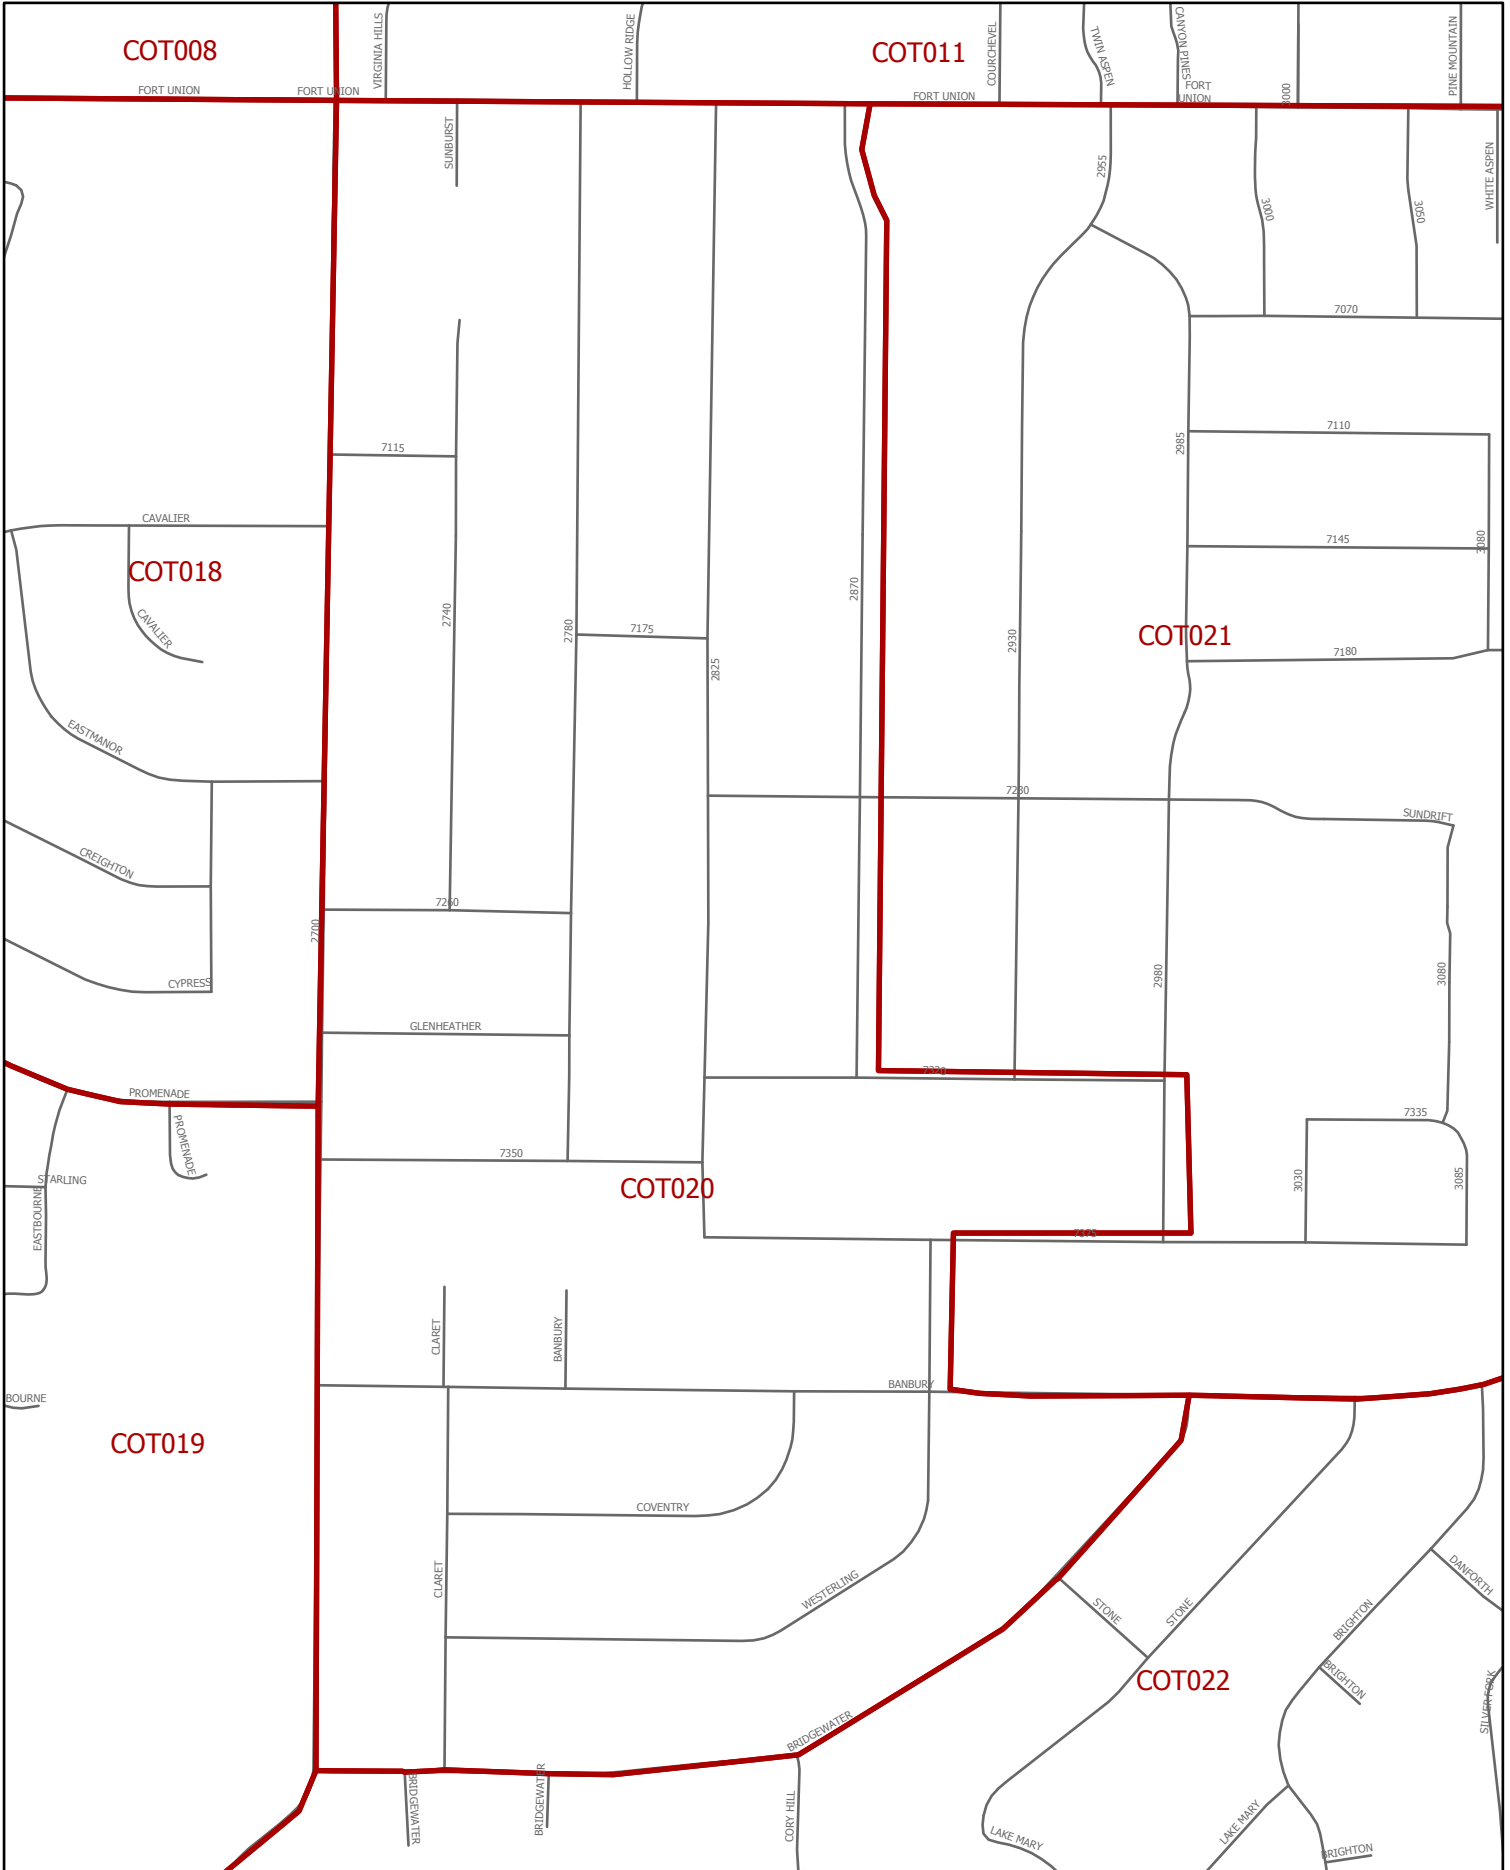 COT008
VIRGINIA HILLS
HOLLOW RIDGE
COT011
COURCHEVEL
TWIN ASPEN
CANYON PINES
PINE MOUNTAIN
FORT UNION
FORT UNION
FORT UNION
FORT
UNION
3000
SUNBURST
2955
3000
3050
WHITE ASPEN
7070
7115
2985
7110
CAVALIER
7145
3080
COT018
CAVALIER
2740
2780
7175
2825
2870
2930
COT021
7180
EASTMANOR
7230
SUNDRIFT
CREIGHTON
7260
2700
CYPRESS
2980
3080
GLENHEATHER
7320
PROMENADE
PROMENADE
7335
STARLING
EASTBOURNE
7350
COT020
3030
3085
7375
CLARET
BANBURY
BANBURY
BOURNE
COT019
COVENTRY
CLARET
WESTERLING
STONE
STONE
DANFORTH
BRIGHTON
BRIGHTON
COT022
SILVER FORK
BRIDGEWATER
BRIDGEWATER
BRIDGEWATER
CORY HILL
LAKE MARY
LAKE MARY
BRIGHTON